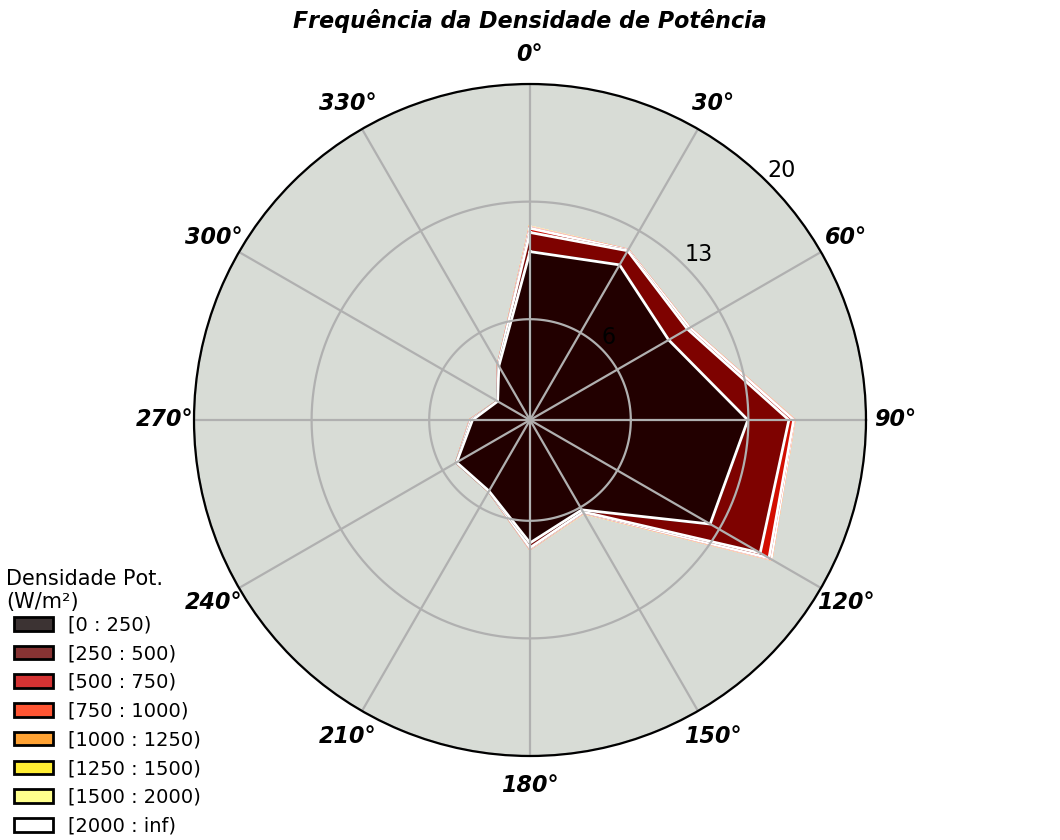 Frequência da Densidade de Potência
0°
330°
30°
20
300°
60°
13
6
270°
90°
240°
120°
210°
150°
180°
Densidade Pot.
(W/m²)
[0 : 250)
[250 : 500)
[500 : 750)
[750 : 1000)
[1000 : 1250)
[1250 : 1500)
[1500 : 2000)
[2000 : inf)